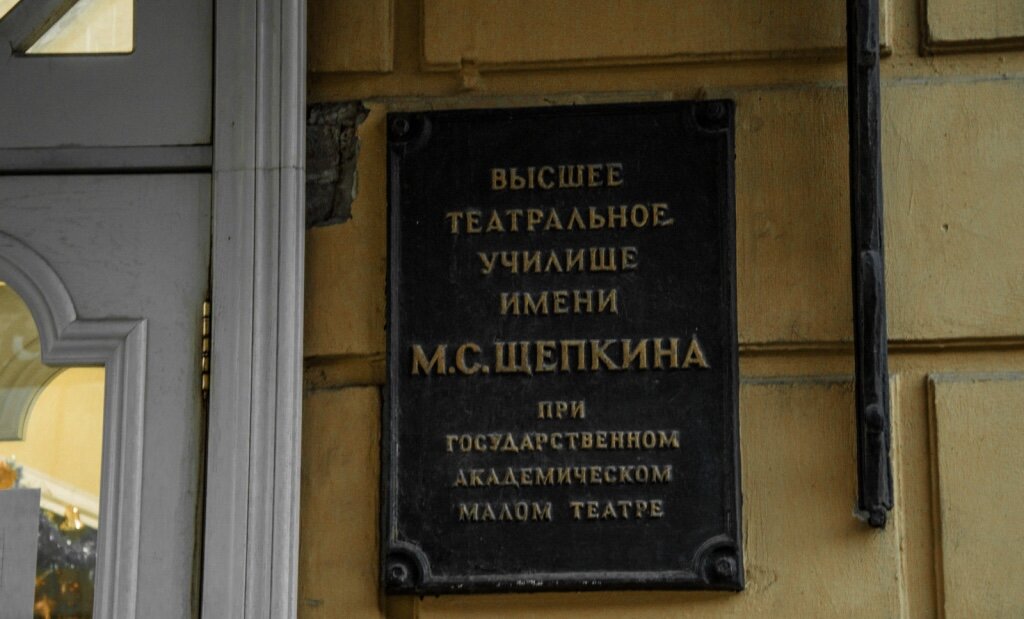 ВЫСШЕЕ
ТЕАТРАЛЬНОЕ
УЧИЛИЩЕ
ИМЕНИ
М.С.ЩЕПКИНА
ПРИ
ГОСУДАРСТВЕННОМ
АКАДЕМИЧЕСКОМ
МАЛОМ ТЕАТРЕ